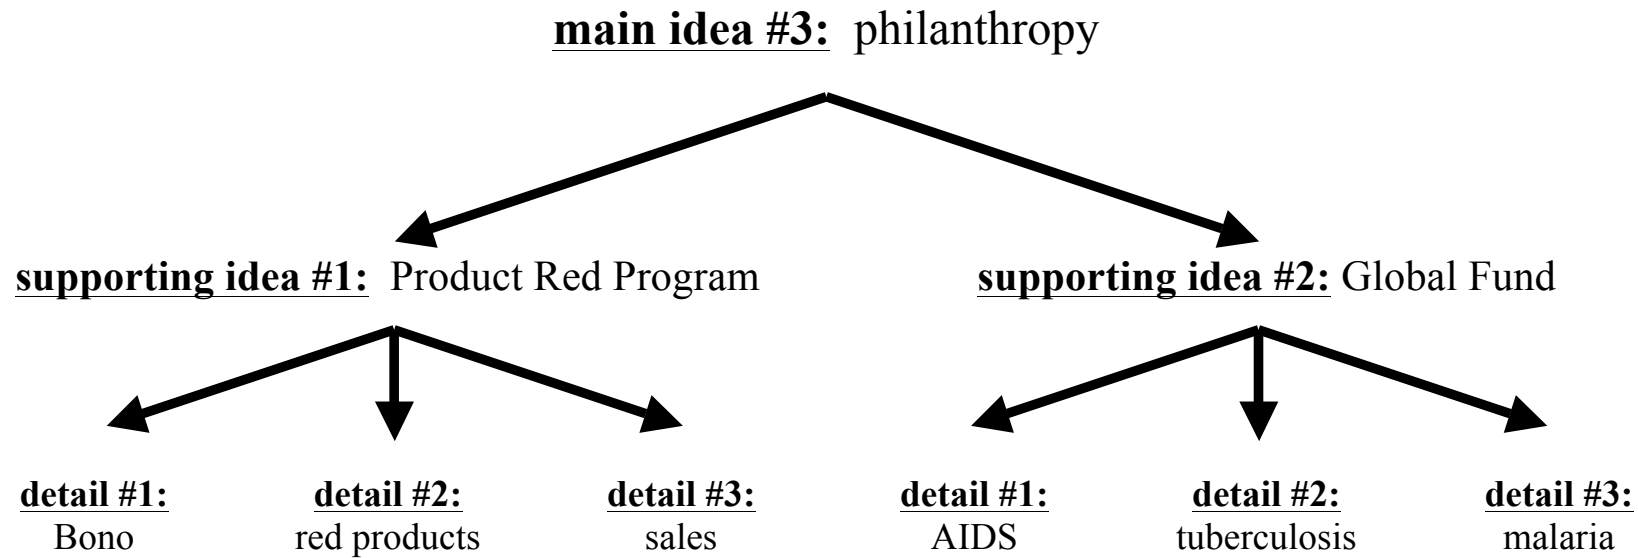 main idea #3: philanthropy
supporting idea #1: Product Red Program
supporting idea #2: Global Fund
detail #1:
Bono
detail #2:
red products
detail #3:
sales
detail #1:
AIDS
detail #2:
tuberculosis
detail #3:
malaria